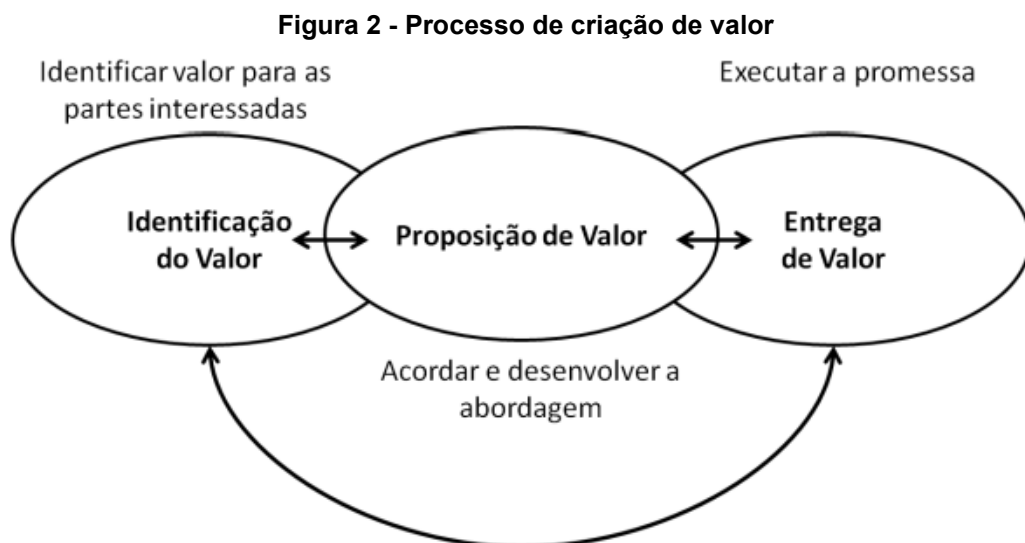 Figura 2 - Processo de criação de valor
Identificar valor para as
partes interessadas
Executar a promessa
Identificação
do Valor
Proposição de Valor
Entrega
de Valor
Acordar e desenvolver a
abordagem